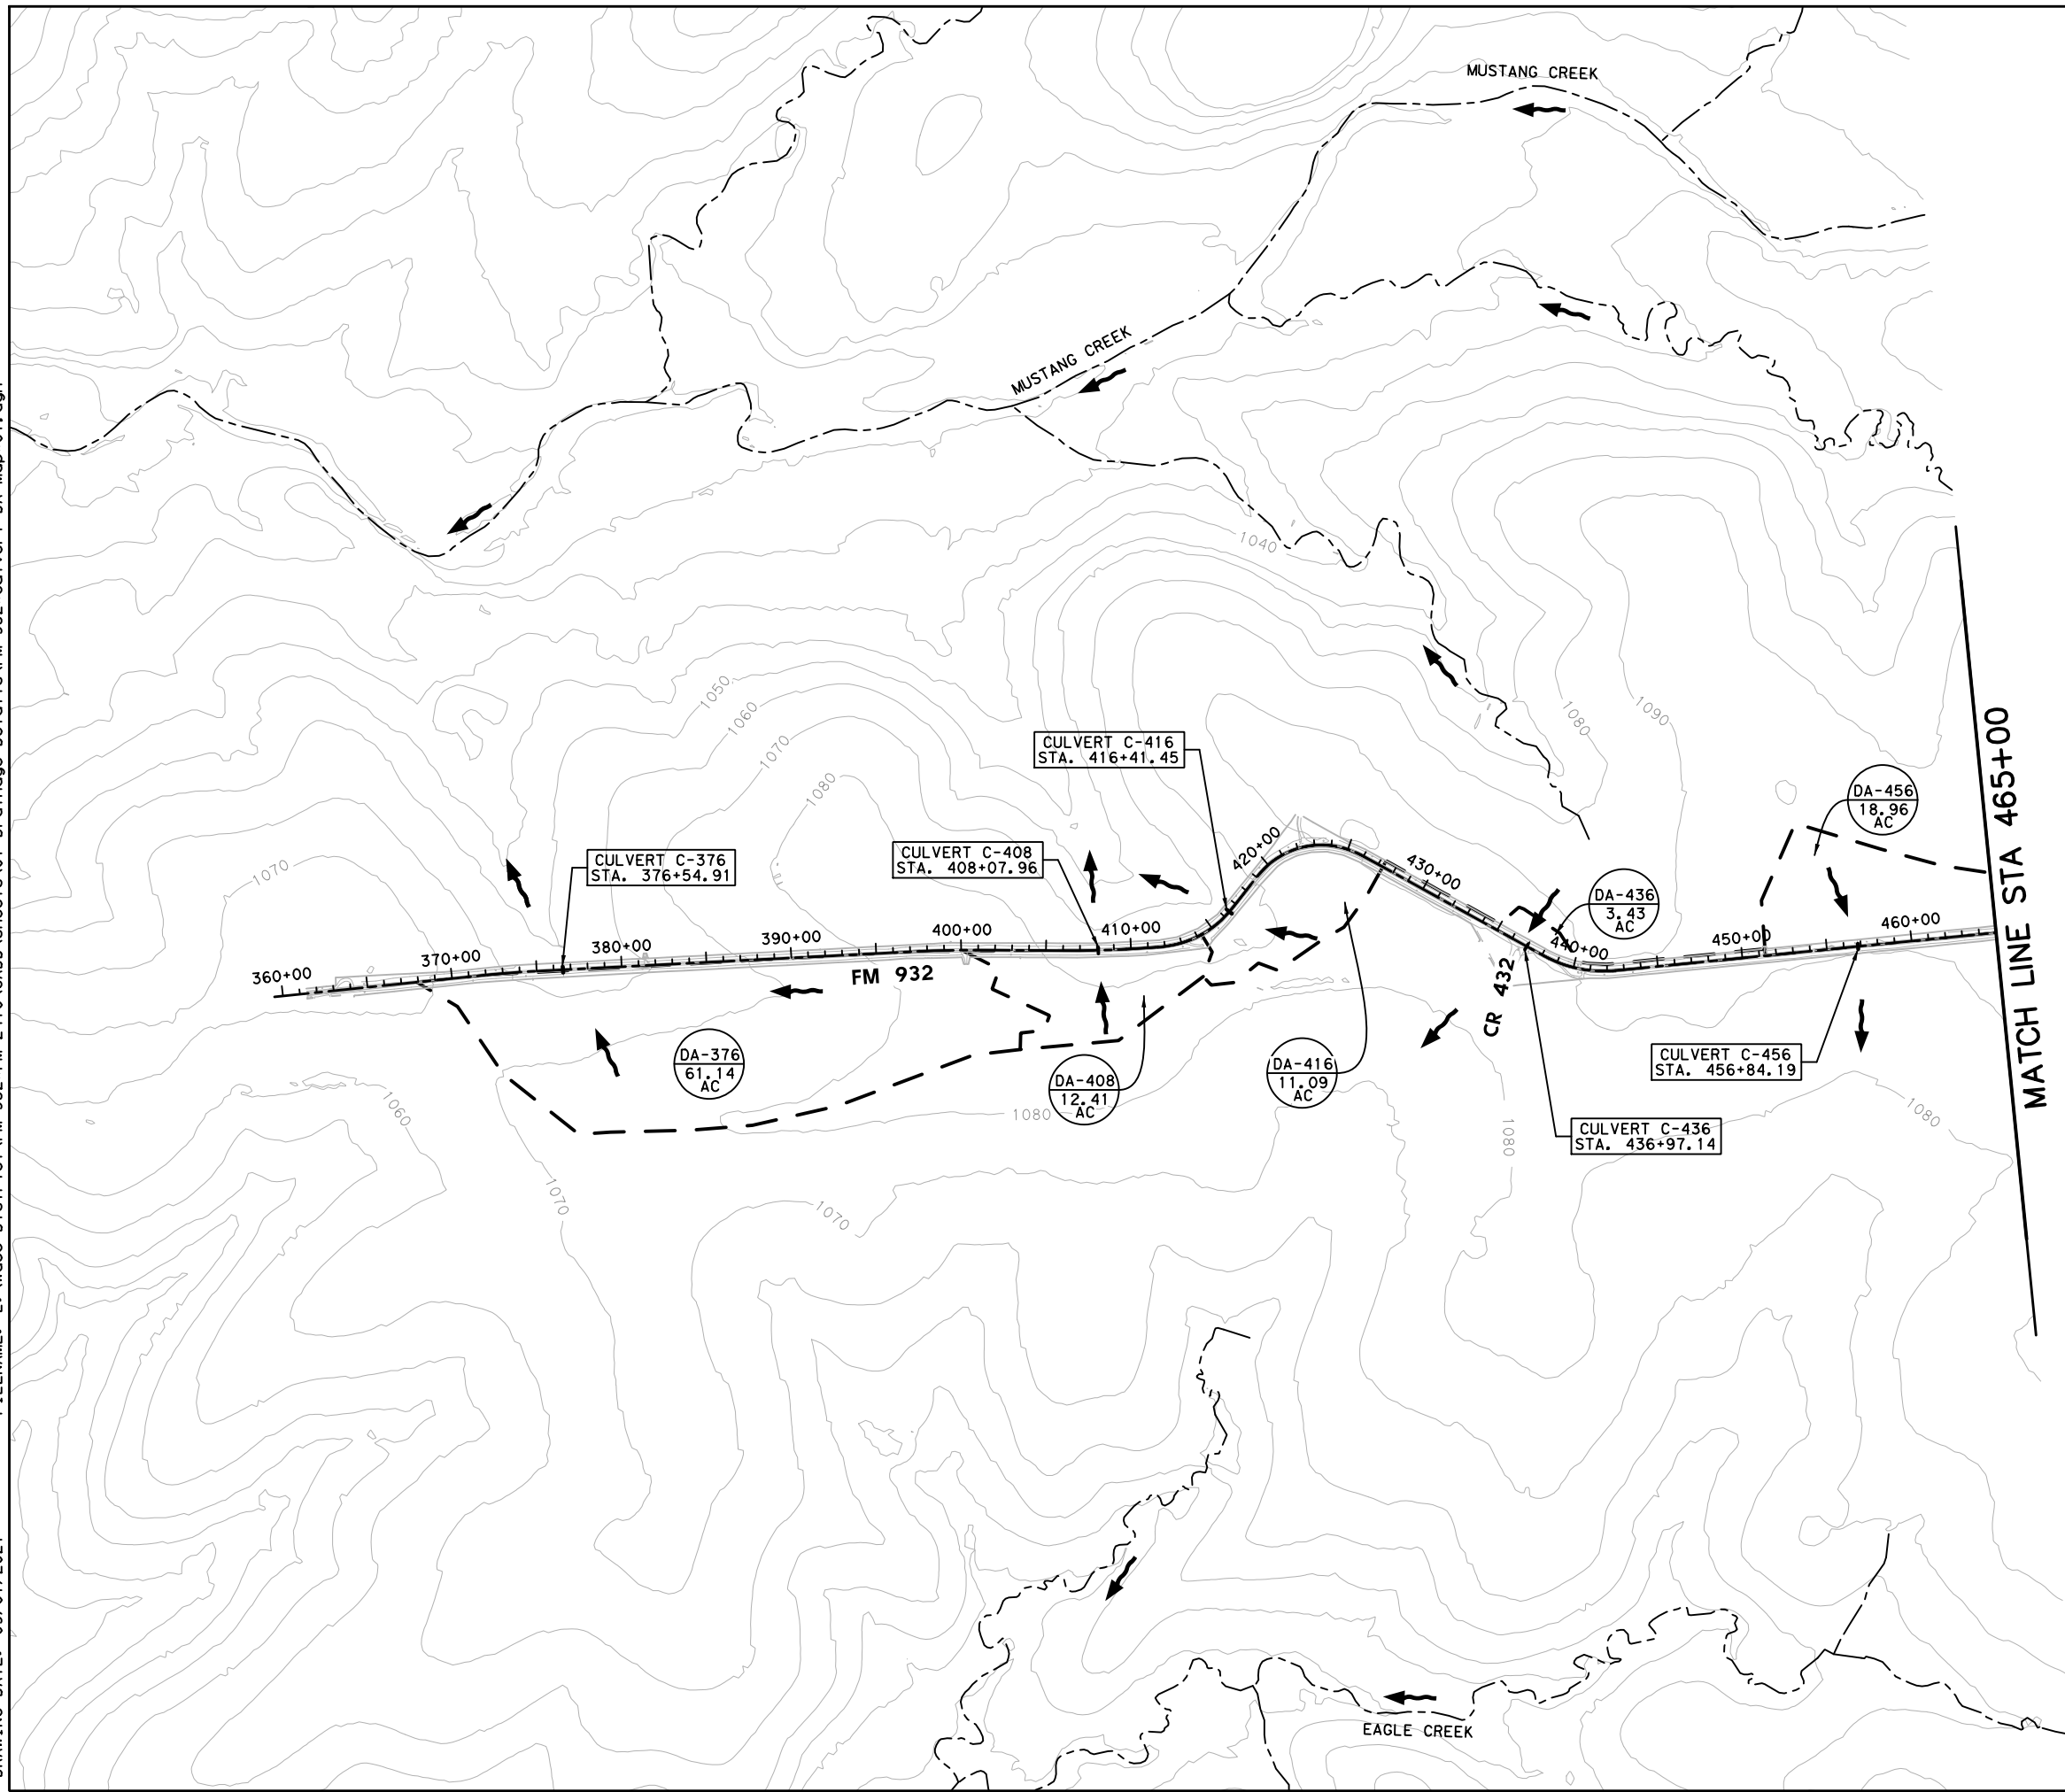 MUSTANG CREEK
MUSTANG CREEK
1040
1050
1060
1070
1080
1080
1090
1070
CULVERT C-416
STA. 416+41.45
CULVERT C-376
STA. 376+54.91
CULVERT C-408
STA. 408+07.96
DA-456
18.96
AC
DA-436
3.43
AC
360+00
370+00
380+00
390+00
400+00
410+00
420+00
430+00
440+00
450+00
460+00
FM 932
CR 432
MATCH LINE STA 465+00
DA-376
61.14
AC
DA-408
12.41
AC
DA-416
11.09
AC
CULVERT C-456
STA. 456+84.19
CULVERT C-436
STA. 436+97.14
1060
1080
1080
1080
1070
1070
EAGLE CREEK